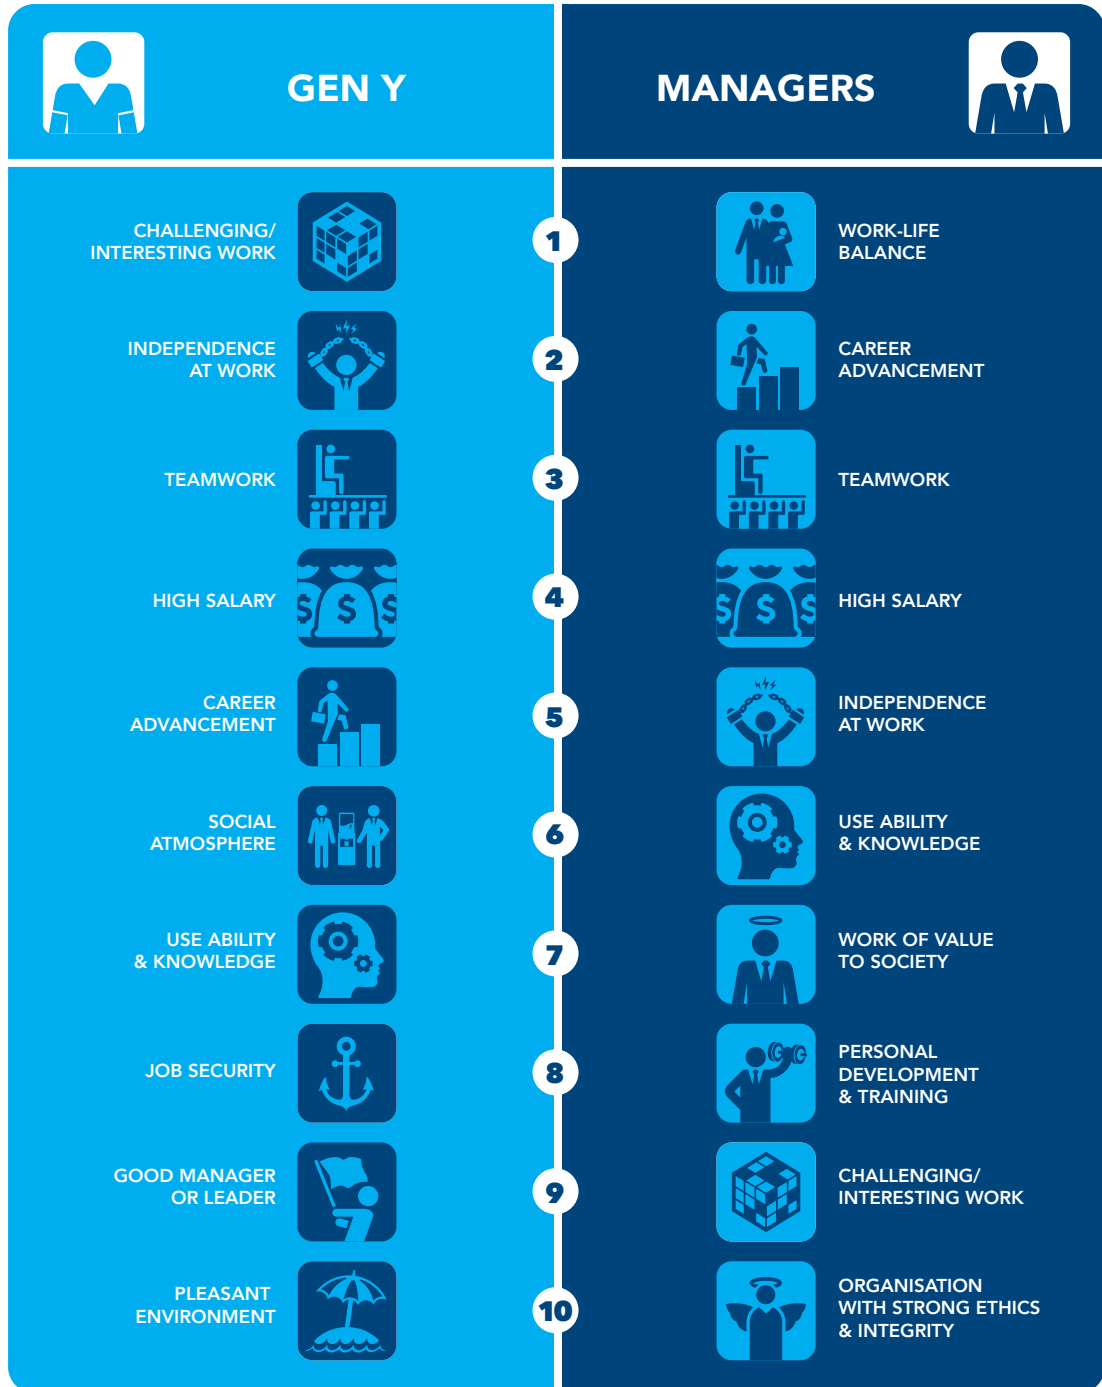 GEN Y
MANAGERS
CHALLENGING/
INTERESTING WORK
1
WORK-LIFE
BALANCE
INDEPENDENCE
AT WORK
2
CAREER
ADVANCEMENT
TEAMWORK
3
TEAMWORK
HIGH SALARY
$ $ $
4
$ $ $
HIGH SALARY
CAREER
ADVANCEMENT
5
INDEPENDENCE
AT WORK
SOCIAL
ATMOSPHERE
6
USE ABILITY
& KNOWLEDGE
USE ABILITY
& KNOWLEDGE
7
WORK OF VALUE
TO SOCIETY
JOB SECURITY
8
PERSONAL
DEVELOPMENT
& TRAINING
GOOD MANAGER
OR LEADER
9
CHALLENGING/
INTERESTING WORK
PLEASANT
ENVIRONMENT
10
ORGANISATION
WITH STRONG ETHICS
& INTEGRITY